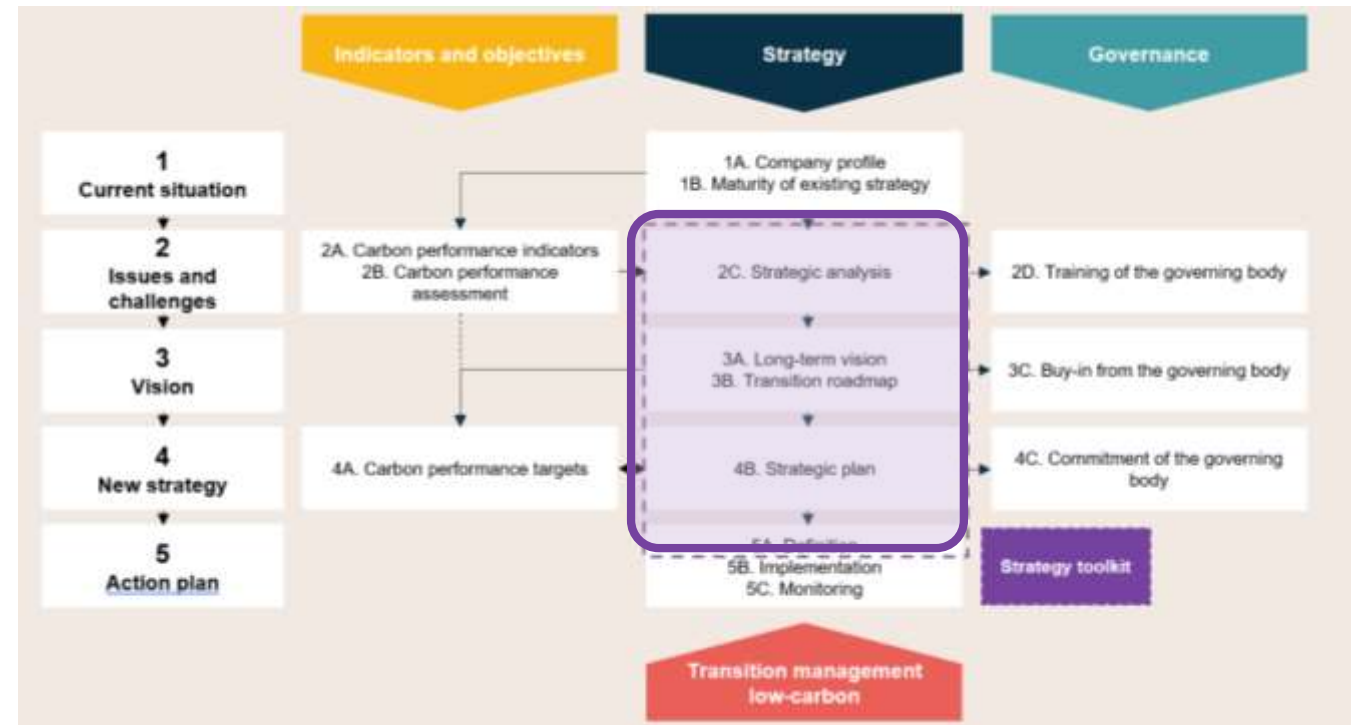 Indicators and objectives
Strategy
Governance
1
Current situation
1A. Company profile
1B. Maturity of existing strategy
2
Issues and
challenges
2A. Carbon performance indicators
2B. Carbon performance
assessment
2C. Strategic analysis
2D. Training of the governing body
3
Vision
3A. Long-term vision
3B. Transition roadmap
3C. Buy-in from the governing body
4
New strategy
4A. Carbon performance targets
4B. Strategic plan
4C. Commitment of the governing
body
5
Action plan
5A. Definition
5B. Implementation
5C. Monitoring
Strategy toolkit
Transition management
low-carbon